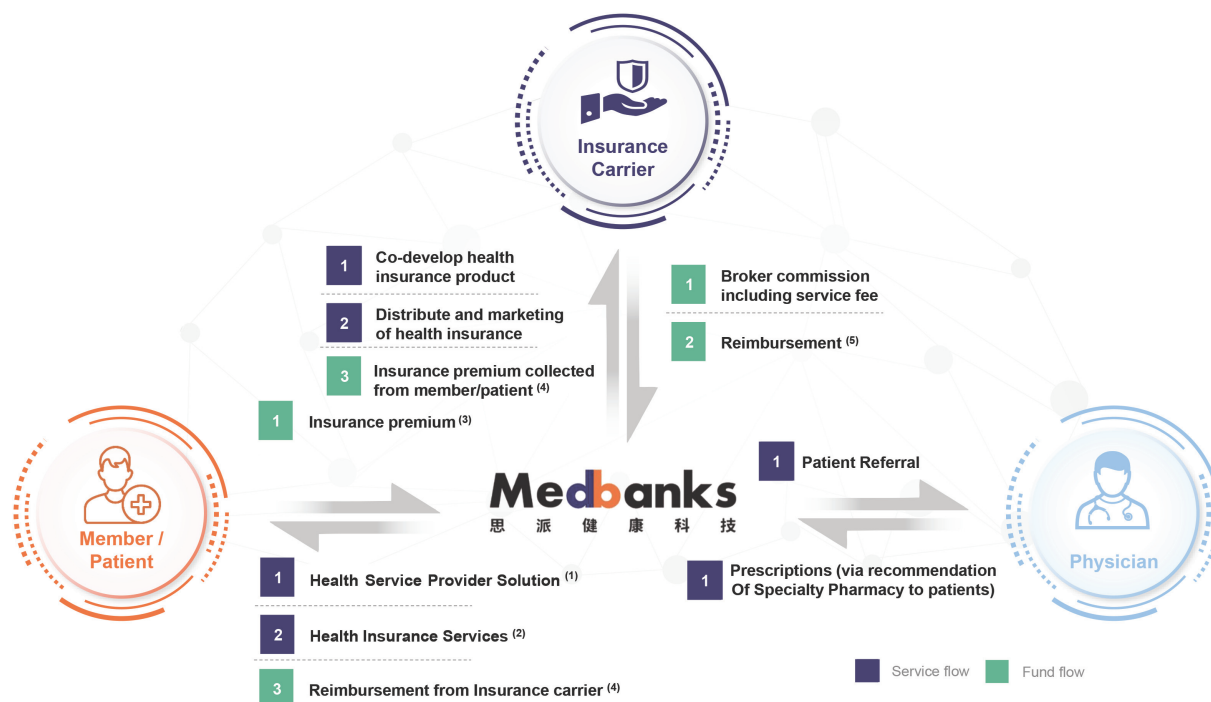 Insurance
Carrier
1 Co-develop health
insurance product
2 Distribute and marketing
of health insurance
3 Insurance premium collected
from member/patient (4)
1 Insurance premium (3)
1 Broker commission
including service fee
2 Reimbursement (5)
Member /
Patient
Medbanks
思派健康科技
1 Patient Referral
1 Prescriptions (via recommendation
Of Specialty Pharmacy to patients)
Physician
1 Health Service Provider Solution (1)
2 Health Insurance Services (2)
3 Reimbursement from Insurance carrier (4)
Service flow
Fund flow